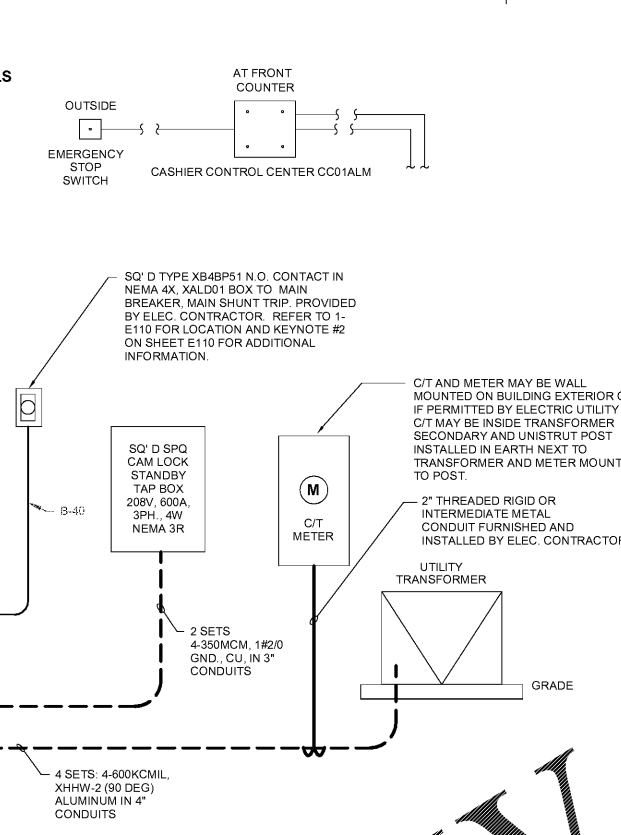 LS
AT FRONT
COUNTER
OUTSIDE
EMERGENCY
STOP
SWITCH
CASHIER CONTROL CENTER CC01ALM
SQ' D TYPE XB4BP51 N.O. CONTACT IN
NEMA 4X, XALD01 BOX TO MAIN
BREAKER, MAIN SHUNT TRIP. PROVIDED
BY ELEC. CONTRACTOR. REFER TO 1-
E110 FOR LOCATION AND KEYNOTE #2
ON SHEET E110 FOR ADDITIONAL
INFORMATION.
C/T AND METER MAY BE WALL
MOUNTED ON BUILDING EXTERIOR O
IF PERMITTED BY ELECTRIC UTILITY
C/T MAY BE INSIDE TRANSFORMER
SECONDARY AND UNISTRUT POST
INSTALLED IN EARTH NEXT TO
TRANSFORMER AND METER MOUNT
TO POST.
SQ' D SPQ
CAM LOCK
STANDBY
TAP BOX
208V, 600A,
3PH., 4W
NEMA 3R
M
C/T
METER
B-40
2" THREADED RIGID OR
INTERMEDIATE METAL
CONDUIT FURNISHED AND
INSTALLED BY ELEC. CONTRACTOR
UTILITY
TRANSFORMER
2 SETS
4-350MCM, 1#2/0
GND., CU, IN 3"
CONDUITS
GRADE
4 SETS: 4-600KCMIL,
XHHW-2 (90 DEG)
ALUMINUM IN 4"
CONDUITS